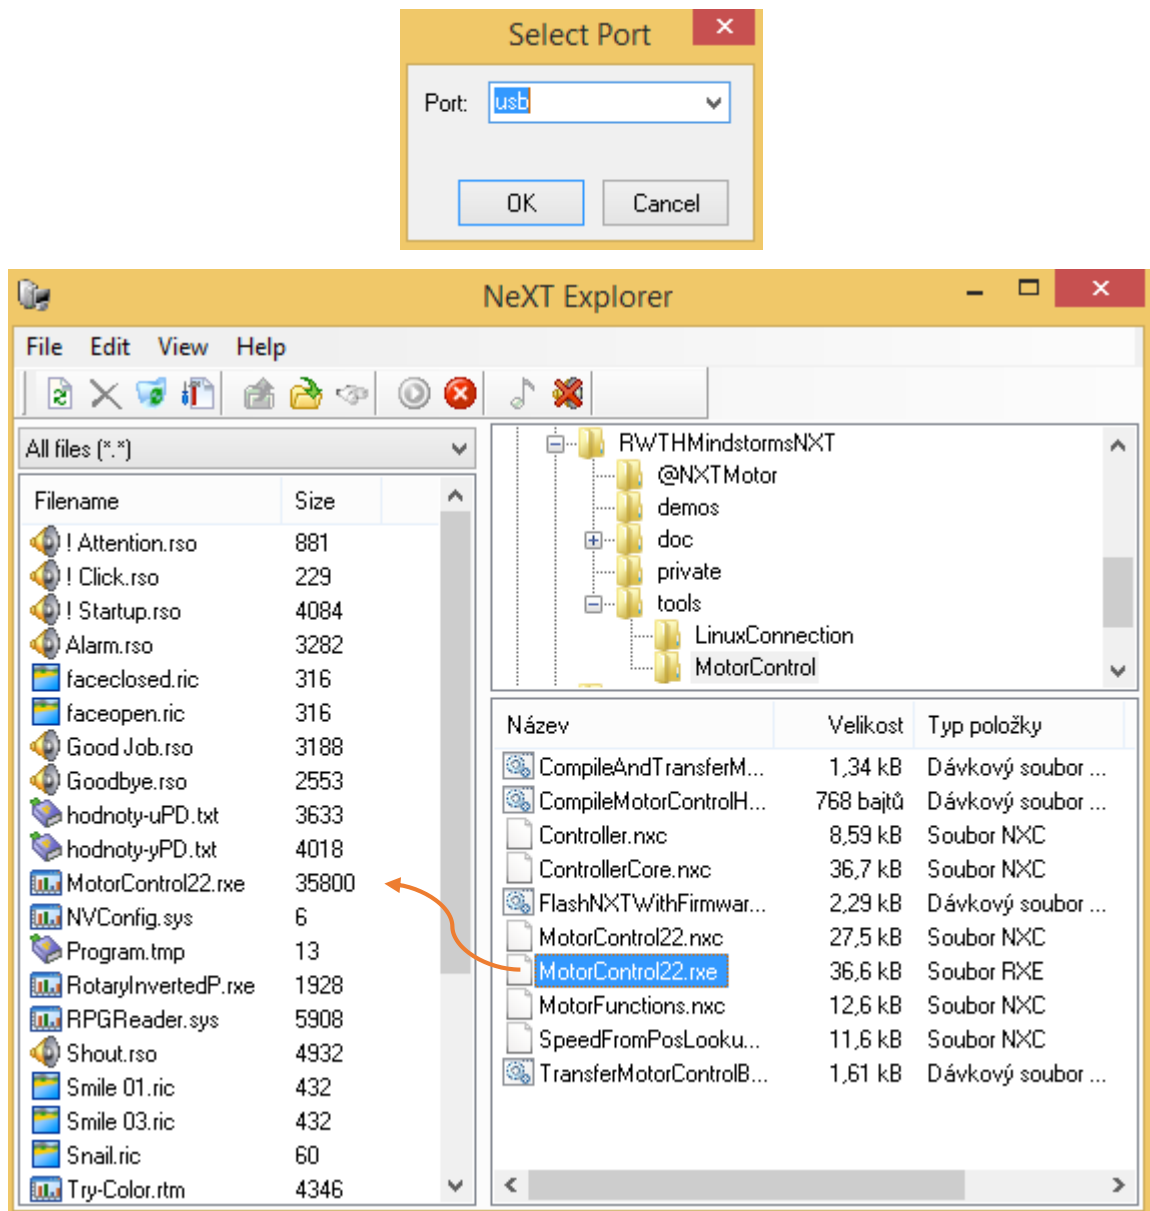 Select Port
Port: usb
OK Cancel
NeXT Explorer
File Edit View Help
All files (*.*)
Filename Size
! Attention.rso 881
! Click.rso 229
! Startup.rso 4084
Alarm.rso 3282
faceclosed.ric 316
faceopen.ric 316
Good Job.rso 3188
Goodbye.rso 2553
hodnoty-uPD.txt 3633
hodnoty-yPD.txt 4018
MotorControl22.rxe 35800
NVConfig.sys 6
Program.tmp 13
RotaryInvertedP.rxe 1928
RPGReader.sys 5908
Shout.rso 4932
Smile 01.ric 432
Smile 03.ric 432
Snail.ric 60
Try-Color.rtm 4346
RWTHMindstormsNXT
@NXTMotor
demos
doc
private
tools
LinuxConnection
MotorControl
Název Velikost Typ položky
CompileAndTransferM... 1,34 kB Dávkový soubor ...
CompileMotorControlH... 768 bajtů Dávkový soubor ...
Controller.nxc 8,59 kB Soubor NXC
ControllerCore.nxc 36,7 kB Soubor NXC
FlashNXTWithFirmwar... 2,29 kB Dávkový soubor ...
MotorControl22.nxc 27,5 kB Soubor NXC
MotorControl22.rxe 36,6 kB Soubor RXE
MotorFunctions.nxc 12,6 kB Soubor NXC
SpeedFromPosLooku... 11,6 kB Soubor NXC
TransferMotorControlB... 1,61 kB Dávkový soubor ...